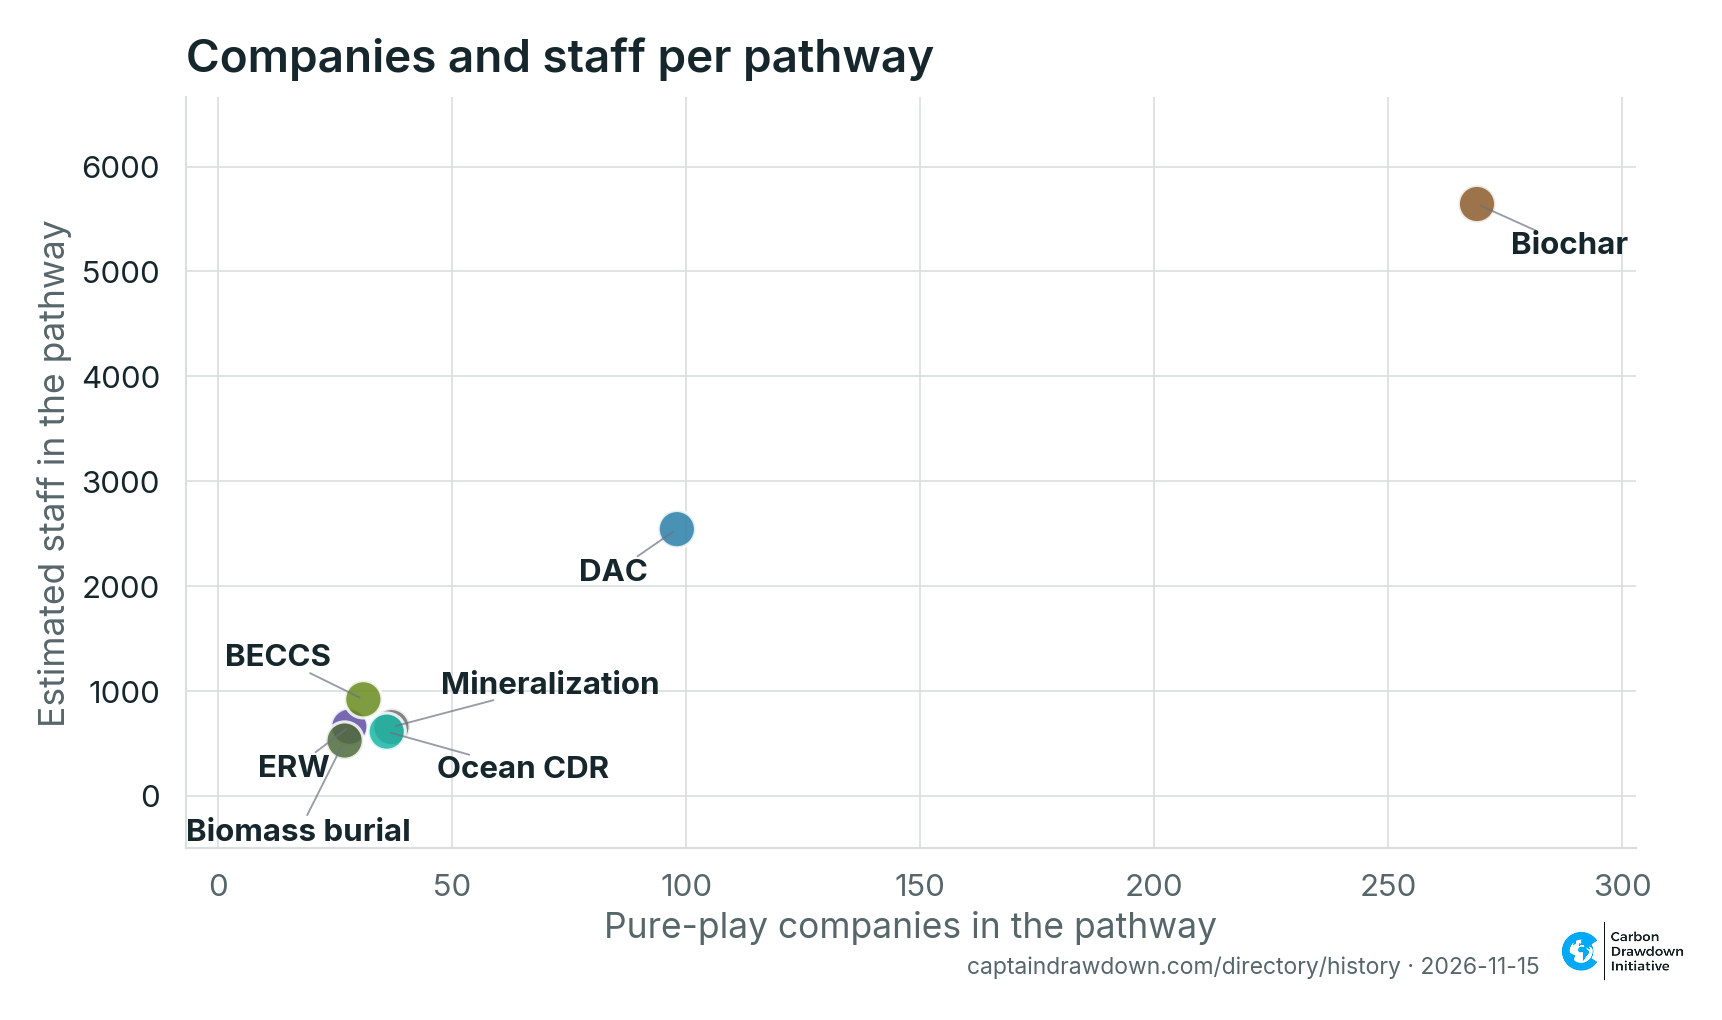 Companies and staff per pathway
Estimated staff in the pathway
6000
5000
4000
3000
2000
1000
0
Biochar
DAC
BECCS
Mineralization
ERW
Ocean CDR
Biomass burial
0 50 100 150 200 250 300
Pure-play companies in the pathway
captaindrawdown.com/directory/history · 2026-11-15
Carbon
Drawdown
Initiative